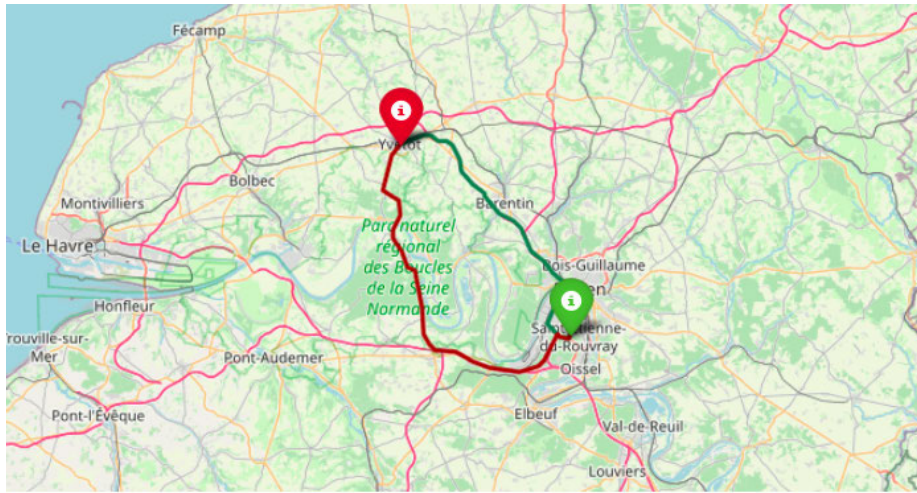 Fécamp
Yvetot
Bolbec
Montivilliers
Barentin
Le Havre
Parc naturel
régional
des Boucles
de la Seine
Normande
Bois-Guillaume
Honfleur
Trouville-sur-
Mer
Pont-Audemer
Saint-Étienne-
du-Rouvray
Oissel
Pont-l'Évêque
Elbeuf
Val-de-Reuil
Louviers